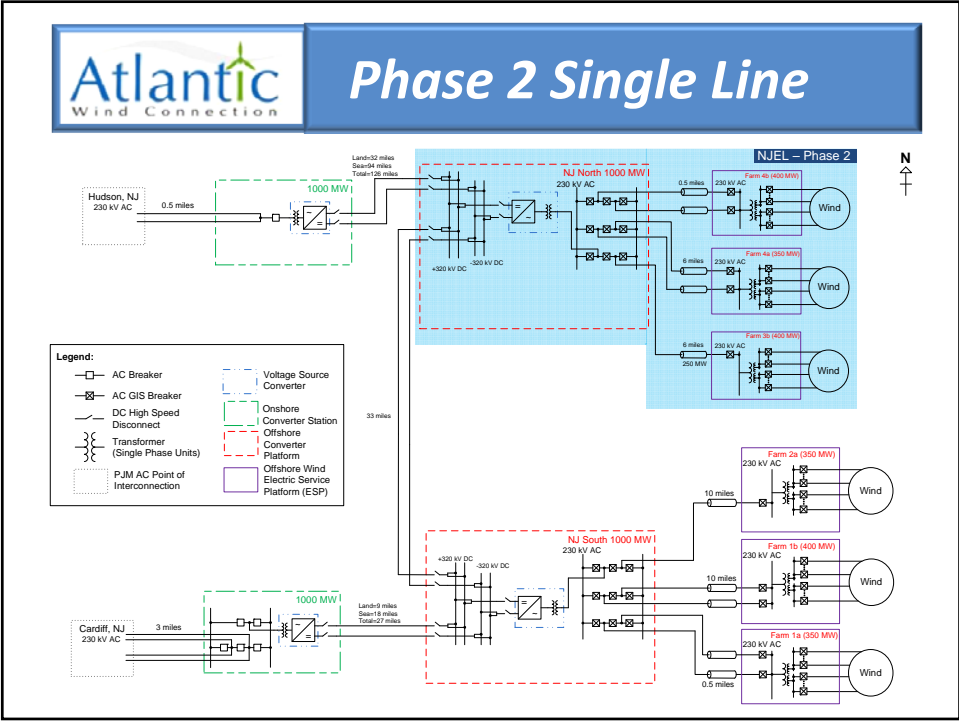 Atlantic
Wind Connection
Phase 2 Single Line
NJEL – Phase 2
N
Land=32 miles
Sea=94 miles
Total=126 miles
Hudson, NJ
230 kV AC
0.5 miles
1000 MW
NJ North 1000 MW
230 kV AC
+320 kV DC
-320 kV DC
0.5 miles
230 kV AC
Farm 4b (400 MW)
Wind
6 miles
230 kV AC
Farm 4a (350 MW)
Wind
6 miles
250 MW
230 kV AC
Farm 3b (400 MW)
Wind
Legend:
AC Breaker
AC GIS Breaker
DC High Speed
Disconnect
Transformer
(Single Phase Units)
PJM AC Point of
Interconnection
Voltage Source
Converter
Onshore
Converter Station
Offshore
Converter
Platform
Offshore Wind
Electric Service
Platform (ESP)
33 miles
Farm 2a (350 MW)
230 kV AC
10 miles
Wind
NJ South 1000 MW
230 kV AC
+320 kV DC
-320 kV DC
Farm 1b (400 MW)
230 kV AC
10 miles
Wind
Farm 1a (350 MW)
230 kV AC
0.5 miles
Wind
1000 MW
Land=9 miles
Sea=18 miles
Total=27 miles
Cardiff, NJ
230 kV AC
3 miles